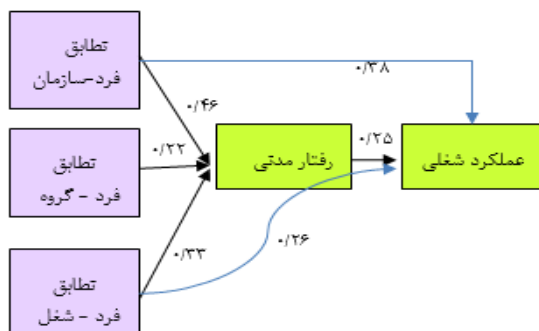 تطابق
فرد-سازمان
۰/۳۸
۰/۴۶
تطابق
فرد - گروه
۰/۲۲
رفتار مدتی
۰/۲۵
عملکرد شغلی
تطابق
فرد - شغل
۰/۳۳
۰/۲۶